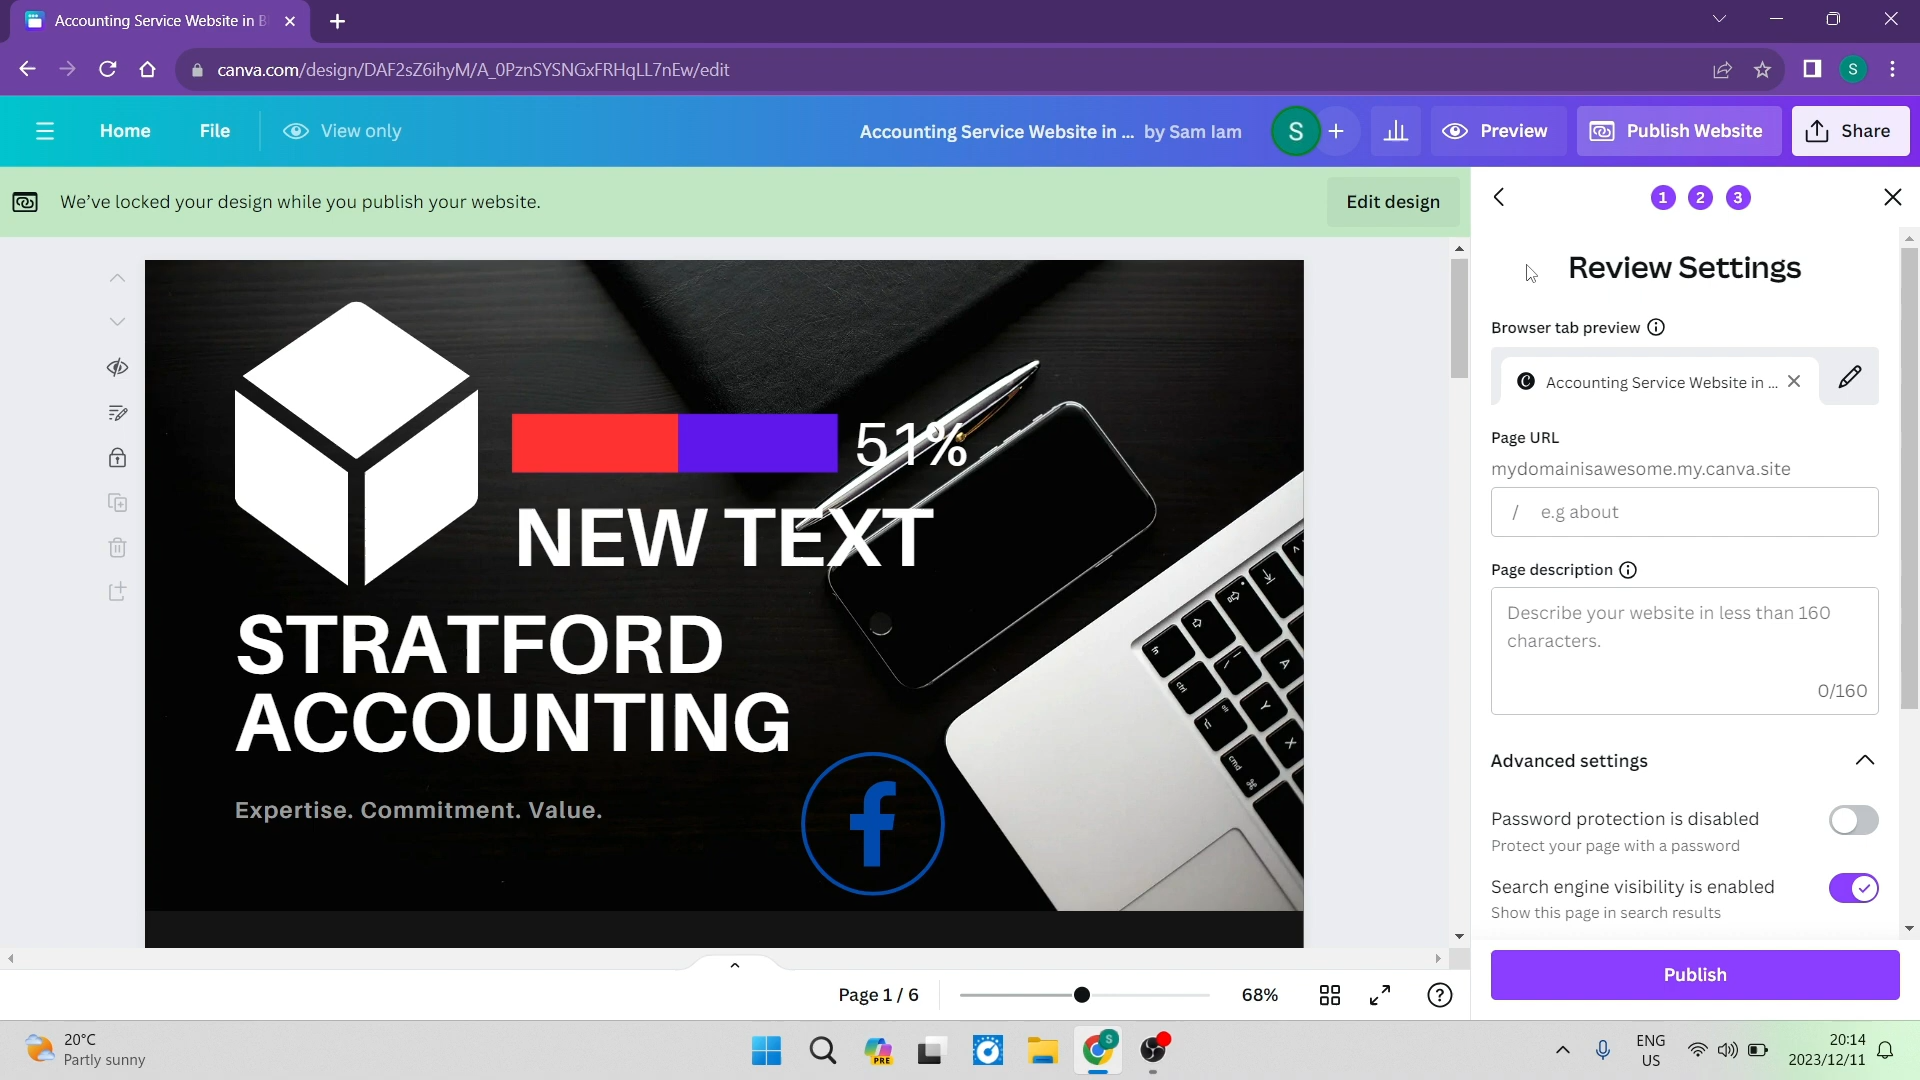 Accounting Service Website in B
canva.com/design/DAF2sZ6ihyM/A_0PznSYSNGxFRHqLL7nEw/edit
S
Home
File
View only
Accounting Service Website in ... by Sam Iam
S
Preview
Publish Website
Share
We've locked your design while you publish your website.
Edit design
1 2 3
Review Settings
Browser tab preview
Accounting Service Website in ...
Page URL
mydomainisawesome.my.canva.site
/ e.g about
Page description
Describe your website in less than 160
characters.
0/160
Advanced settings
Password protection is disabled
Protect your page with a password
Search engine visibility is enabled
Show this page in search results
Publish
51%
NEW TEXT
STRATFORD
ACCOUNTING
Expertise. Commitment. Value.
fn
ctrl
cmd
A
Y
X
Page 1 / 6
68%
20°C
Partly sunny
PRE
S
ENG
US
20:14
2023/12/11